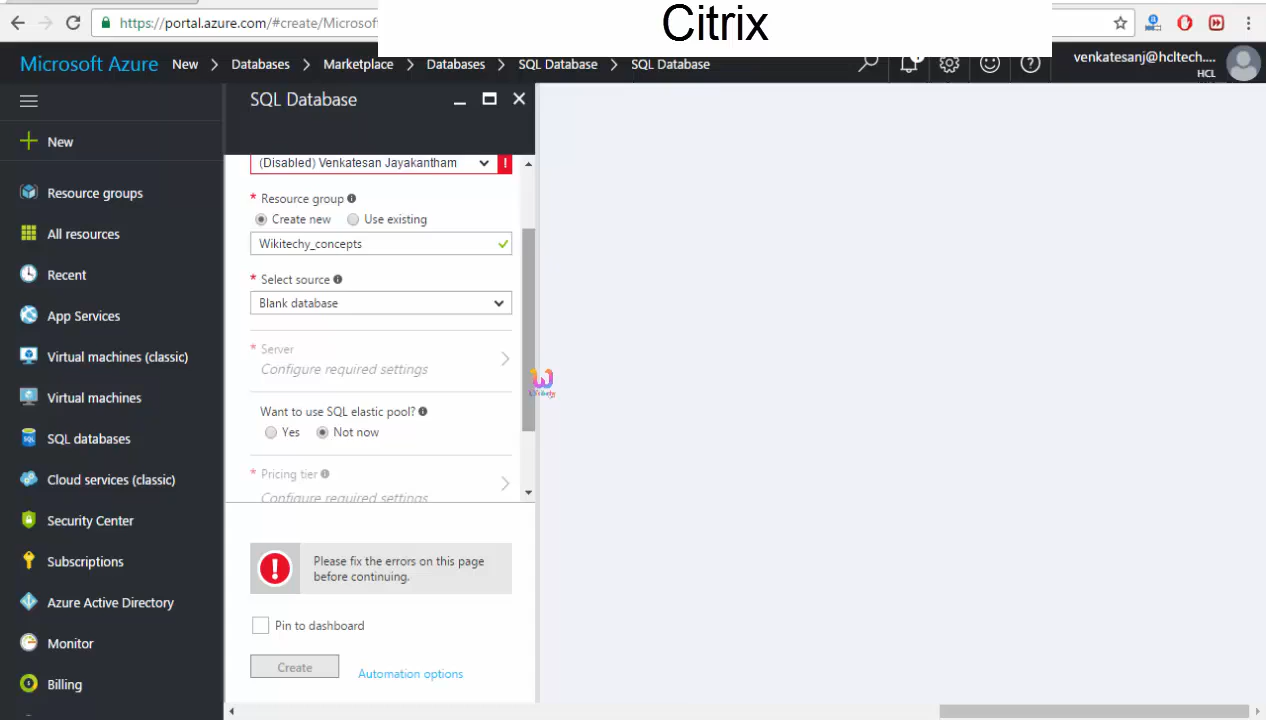 https://portal.azure.com/#create/Microsof
Citrix
Microsoft Azure New > Databases > Marketplace > Databases > SQL Database > SQL Database
venkatesanj@hcltech....
HCL
SQL Database
New
Resource groups
All resources
Recent
App Services
Virtual machines (classic)
Virtual machines
SQL databases
Cloud services (classic)
Security Center
Subscriptions
Azure Active Directory
Monitor
Billing
(Disabled) Venkatesan Jayakantham
* Resource group
Create new Use existing
Wikitechy_concepts
* Select source
Blank database
* Server
Configure required settings
Want to use SQL elastic pool?
Yes Not now
* Pricing tier
Configure required settings
Please fix the errors on this page
before continuing.
Pin to dashboard
Create Automation options